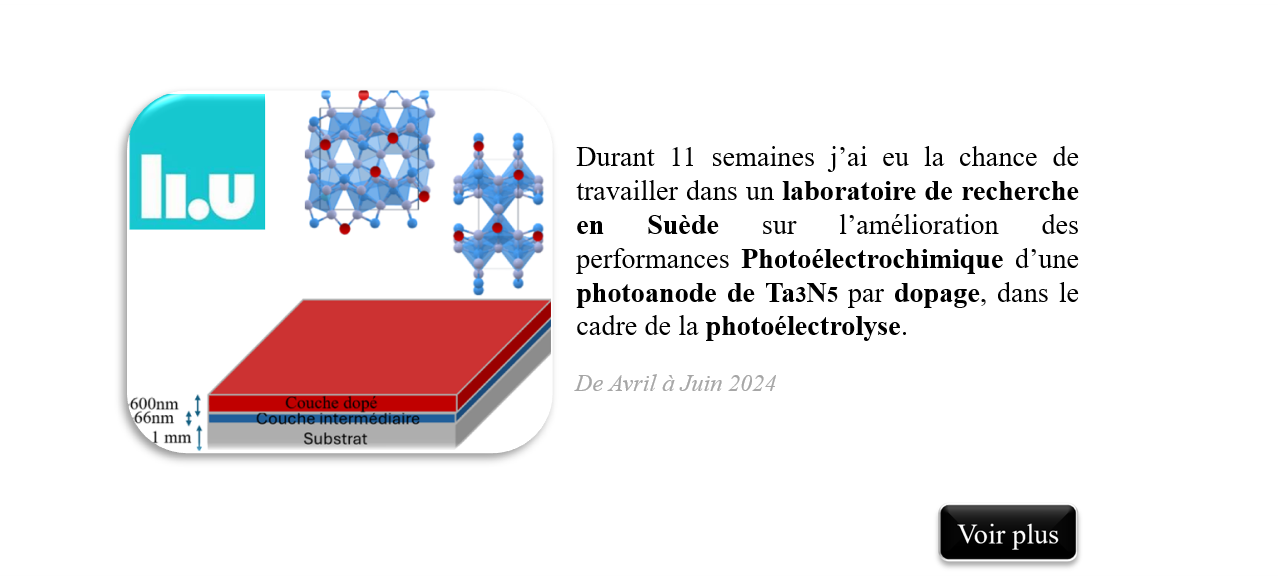 li.u
Durant 11 semaines j’ai eu la chance de
travailler dans un laboratoire de recherche
en Suède sur l’amélioration des
performances Photoélectrochimique d’une
photoanode de Ta3N5 par dopage, dans le
cadre de la photoélectrolyse.
De Avril à Juin 2024
600nm
Couche dopé
66nm
Couche intermédiaire
1 mm
Substrat
Voir plus